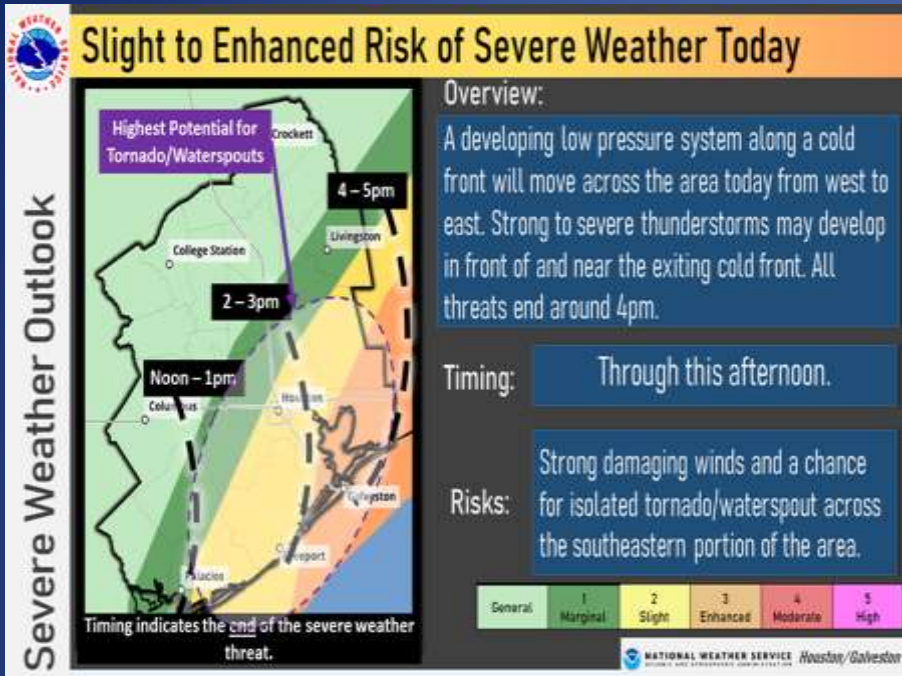 NATIONAL WEATHER SERVICE
Slight to Enhanced Risk of Severe Weather Today
Severe Weather Outlook
Highest Potential for
Tornado/Waterspouts
Crockett
4 – 5pm
Livingston
College Station
2 – 3pm
Noon – 1pm
Columbus
Houston
Galveston
Freeport
Palacios
Timing indicates the end of the severe weather
threat.
Overview:
A developing low pressure system along a cold
front will move across the area today from west to
east. Strong to severe thunderstorms may develop
in front of and near the exiting cold front. All
threats end around 4pm.
Timing:
Through this afternoon.
Risks:
Strong damaging winds and a chance
for isolated tornado/waterspout across
the southeastern portion of the area.
General
1
Marginal
2
Slight
3
Enhanced
4
Moderate
5
High
NATIONAL WEATHER SERVICE Houston/Galveston